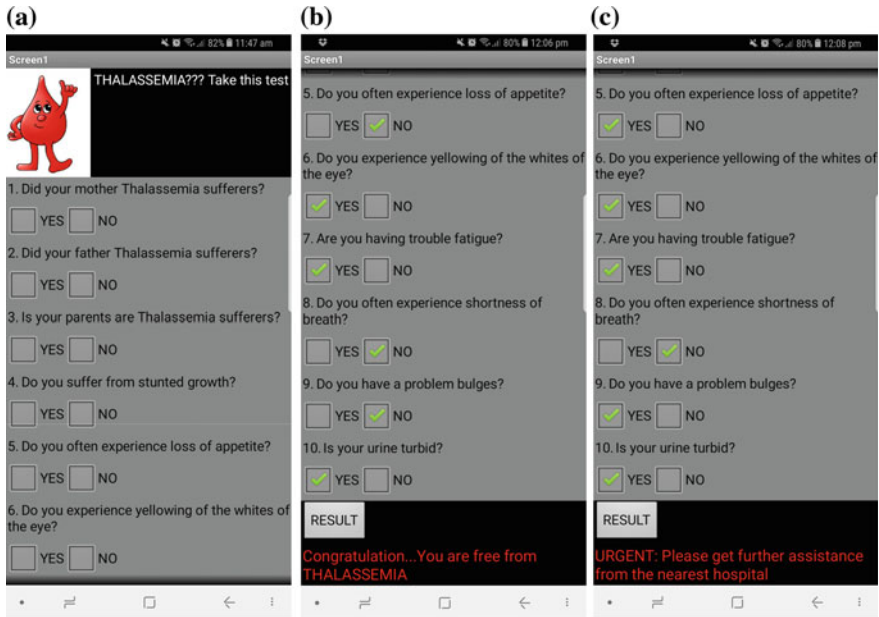 (a)
11:47 am 82%
Screen1
THALASSEMIA??? Take this test
1. Did your mother Thalassemia sufferers?
YES NO
2. Did your father Thalassemia sufferers?
YES NO
3. Is your parents are Thalassemia sufferers?
YES NO
4. Do you suffer from stunted growth?
YES NO
5. Do you often experience loss of appetite?
YES NO
6. Do you experience yellowing of the whites of
the eye?
YES NO
(b)
80% 12:06 pm
Screen1
5. Do you often experience loss of appetite?
YES NO
6. Do you experience yellowing of the whites of
the eye?
YES NO
7. Are you having trouble fatigue?
YES NO
8. Do you often experience shortness of
breath?
YES NO
9. Do you have a problem bulges?
YES NO
10. Is your urine turbid?
YES NO
RESULT
Congratulation...You are free from
THALASSEMIA
(c)
80% 12:08 pm
Screen1
5. Do you often experience loss of appetite?
YES NO
6. Do you experience yellowing of the whites of
the eye?
YES NO
7. Are you having trouble fatigue?
YES NO
8. Do you often experience shortness of
breath?
YES NO
9. Do you have a problem bulges?
YES NO
10. Is your urine turbid?
YES NO
RESULT
URGENT: Please get further assistance
from the nearest hospital